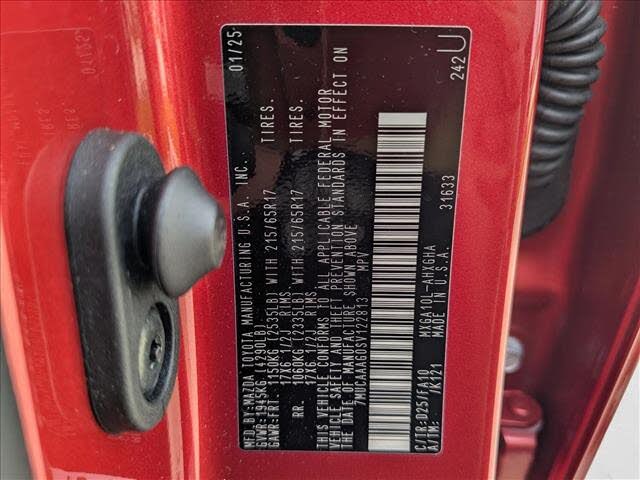 MFD.BY: MAZDA TOYOTA MANUFACTURING U.S.A. INC. 01/25
GVWR:1945KG (4290LB)
GAWR:FRT. 1150KG (2535LB) WITH 215/65R17 TIRES.
17X6 1/2J RIMS.
RR. 1060KG (2335LB) WITH 215/65R17 TIRES.
17X6 1/2J RIMS.
THIS VEHICLE CONFORMS TO ALL APPLICABLE FEDERAL MOTOR
VEHICLE SAFETY AND THEFT PREVENTION STANDARDS IN EFFECT ON
THE DATE OF MANUFACTURE SHOWN ABOVE.
7MUCAAAG0SV122813 MPV
C/TR:D25/FA10 MXGA10L-AHXGHA 31633
A/TM: /K121 MADE IN U.S.A.
242 U